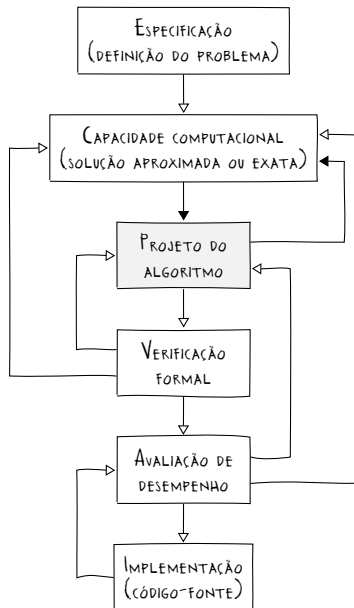 Especificação
(definição do problema)
Capacidade computacional
(solução aproximada ou exata)
Projeto do
algoritmo
Verificação
formal
Avaliação de
desempenho
Implementação
(código-fonte)